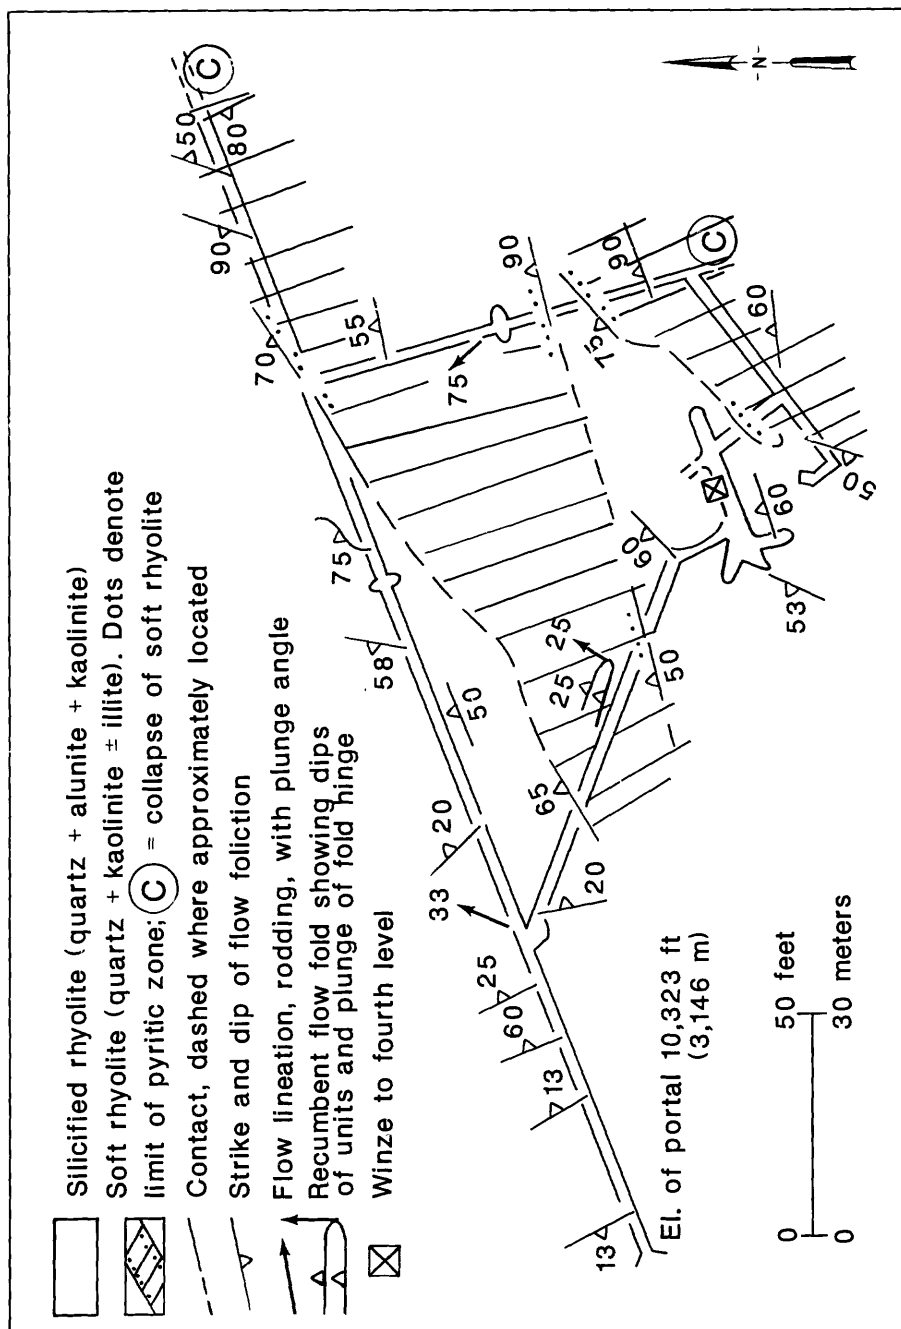 Silicified rhyolite (quartz + alunite + kaolinite)
Soft rhyolite (quartz + kaolinite ± illite). Dots denote
limit of pyritic zone; C = collapse of soft rhyolite
Contact, dashed where approximately located
Strike and dip of flow foliction
Flow lineation, rodding, with plunge angle
Recumbent flow fold showing dips
of units and plunge of fold hinge
Winze to fourth level
El. of portal 10,323 ft
(3,146 m)
0 50 feet
0 30 meters
-N-
13
13
60
25
33
20
20
65
50
58
75
25
25
50
60
53
60
50
60
75
90
90
75
55
70
90
50
80
C
C